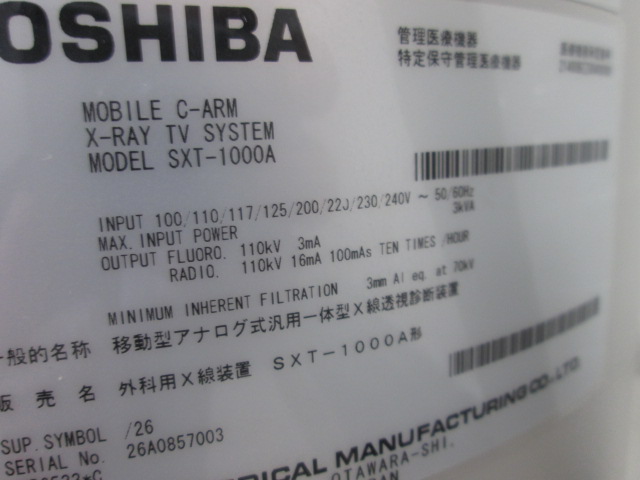 OSHIBA
管理医療機器
特定保守管理医療機器
MOBILE C-ARM
X-RAY TV SYSTEM
MODEL SXT-1000A
INPUT 100/110/117/125/200/22J/230/240V ~ 50/60Hz
MAX. INPUT POWER 3kVA
OUTPUT FLUORO. 110kV 3mA
RADIO. 110kV 16mA 100mAs TEN TIMES /HOUR
MINIMUM INHERENT FILTRATION 3mm Al eq. at 70kV
一般的名称 移動型アナログ式汎用一体型X線透視診断装置
販売名 外科用X線装置 SXT-1000A形
SUP. SYMBOL /26
SERIAL No. 26A0857003
RICAL MANUFACTURING CO., LTD.
OTAWARA-SHI.